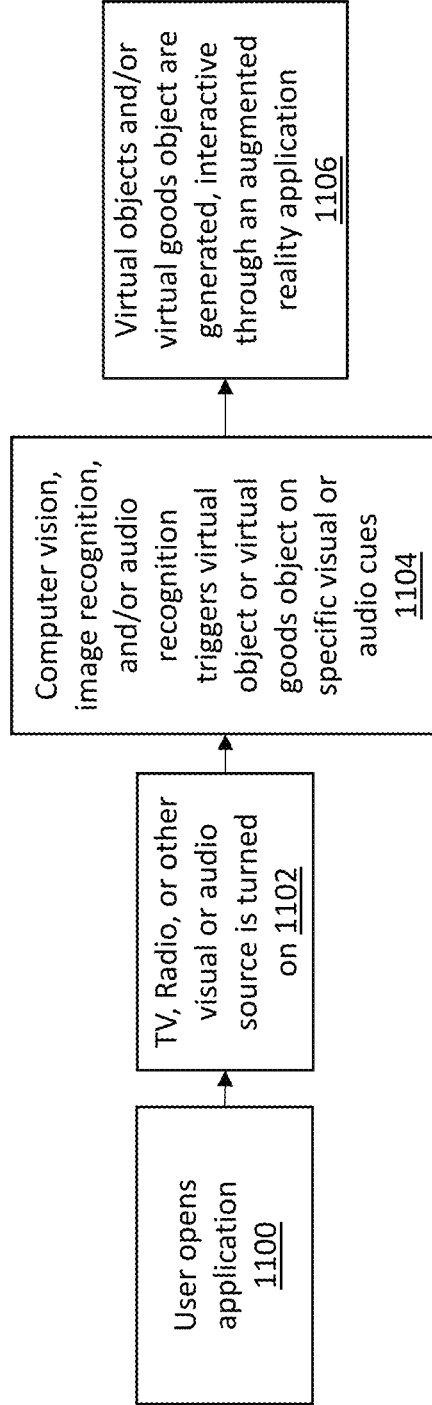 User opens
application
1100
TV, Radio, or other
visual or audio
source is turned
on 1102
Computer vision,
image recognition,
and/or audio
recognition
triggers virtual
object or virtual
goods object on
specific visual or
audio cues
1104
Virtual objects and/or
virtual goods object are
generated, interactive
through an augmented
reality application
1106